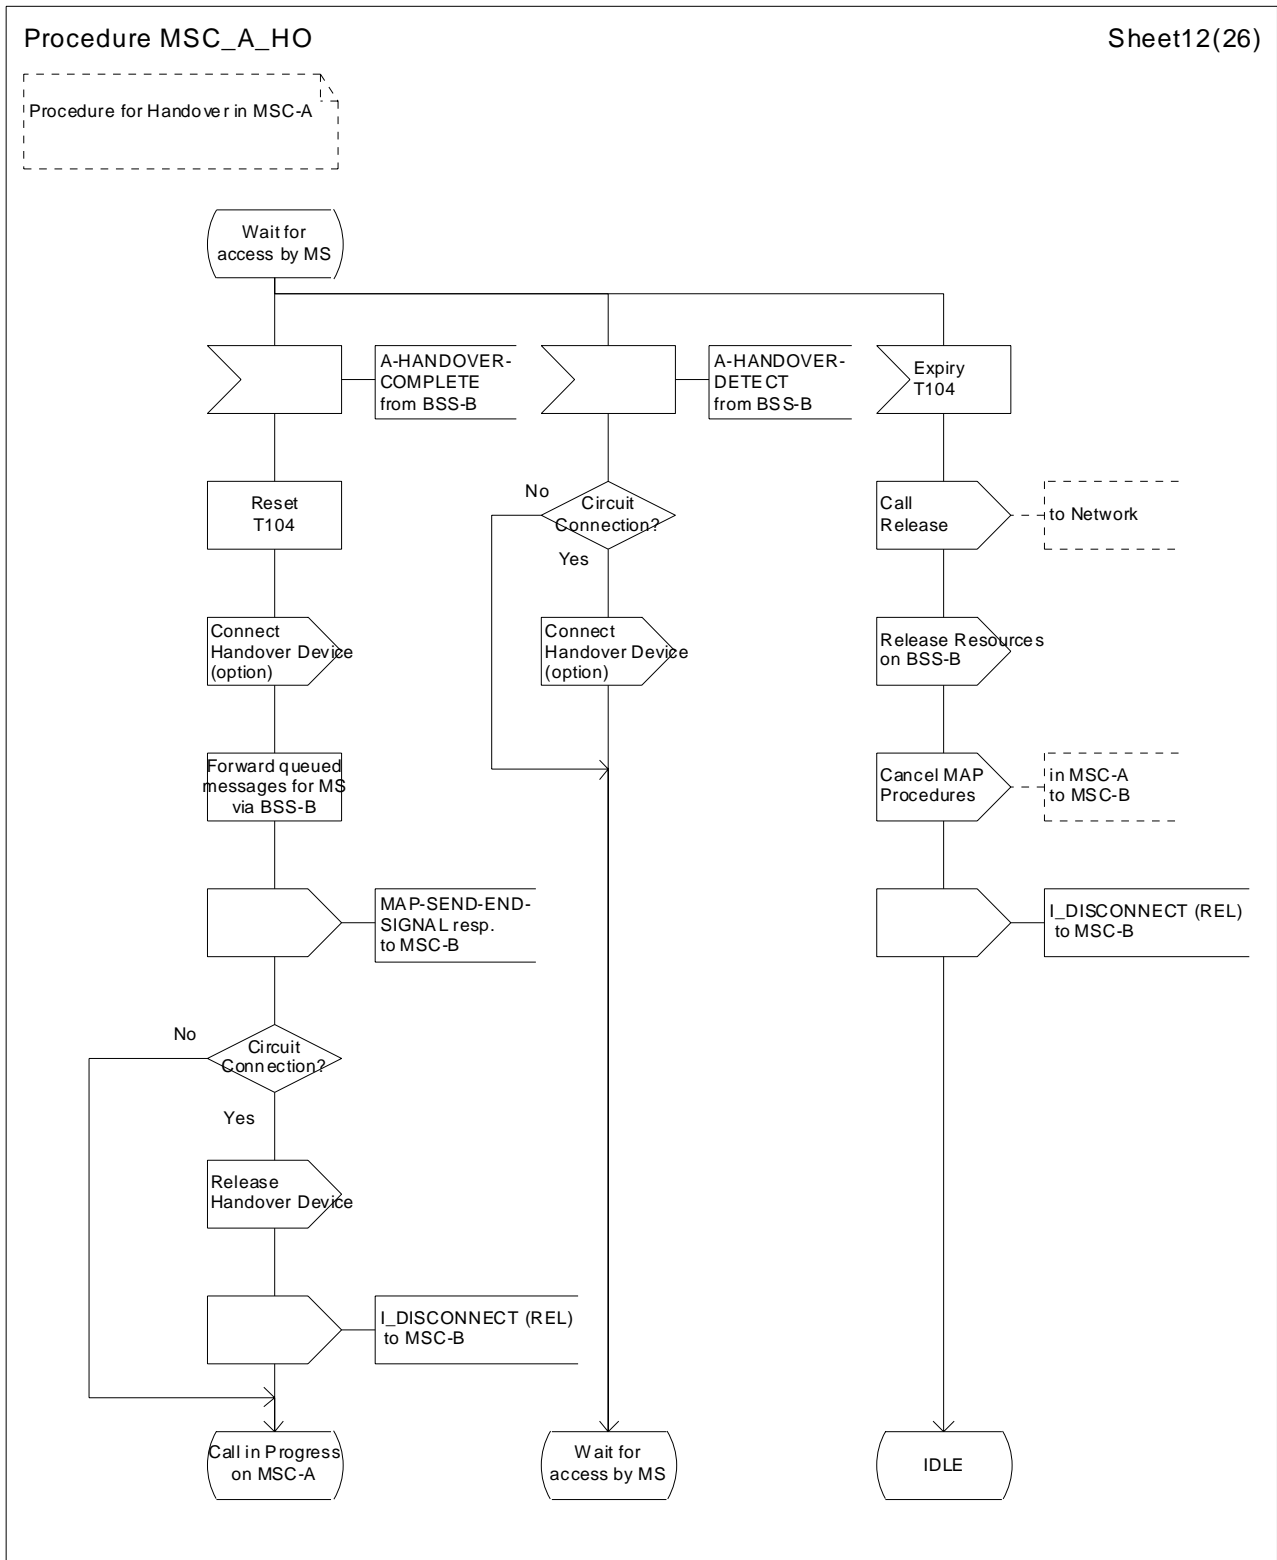 Procedure MSC_A_HO
Sheet12(26)
Procedure for Handover in MSC-A
Wait for
access by MS
A-HANDOVER-
COMPLETE
from BSS-B
A-HANDOVER-
DETECT
from BSS-B
Expiry
T104
Reset
T104
No
Circuit
Connection?
Yes
Call
Release
to Network
Connect
Handover Device
(option)
Connect
Handover Device
(option)
Release Resources
on BSS-B
Forward queued
messages for MS
via BSS-B
Cancel MAP
Procedures
in MSC-A
to MSC-B
MAP-SEND-END-
SIGNAL resp.
to MSC-B
I_DISCONNECT (REL)
to MSC-B
No
Circuit
Connection?
Yes
Release
Handover Device
I_DISCONNECT (REL)
to MSC-B
Call in Progress
on MSC-A
Wait for
access by MS
IDLE